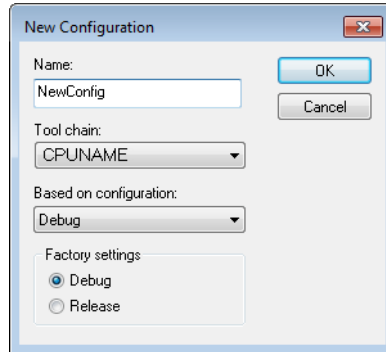 New Configuration
Name:
NewConfig
OK
Cancel
Tool chain:
CPUNAME
Based on configuration:
Debug
Factory settings
Debug
Release